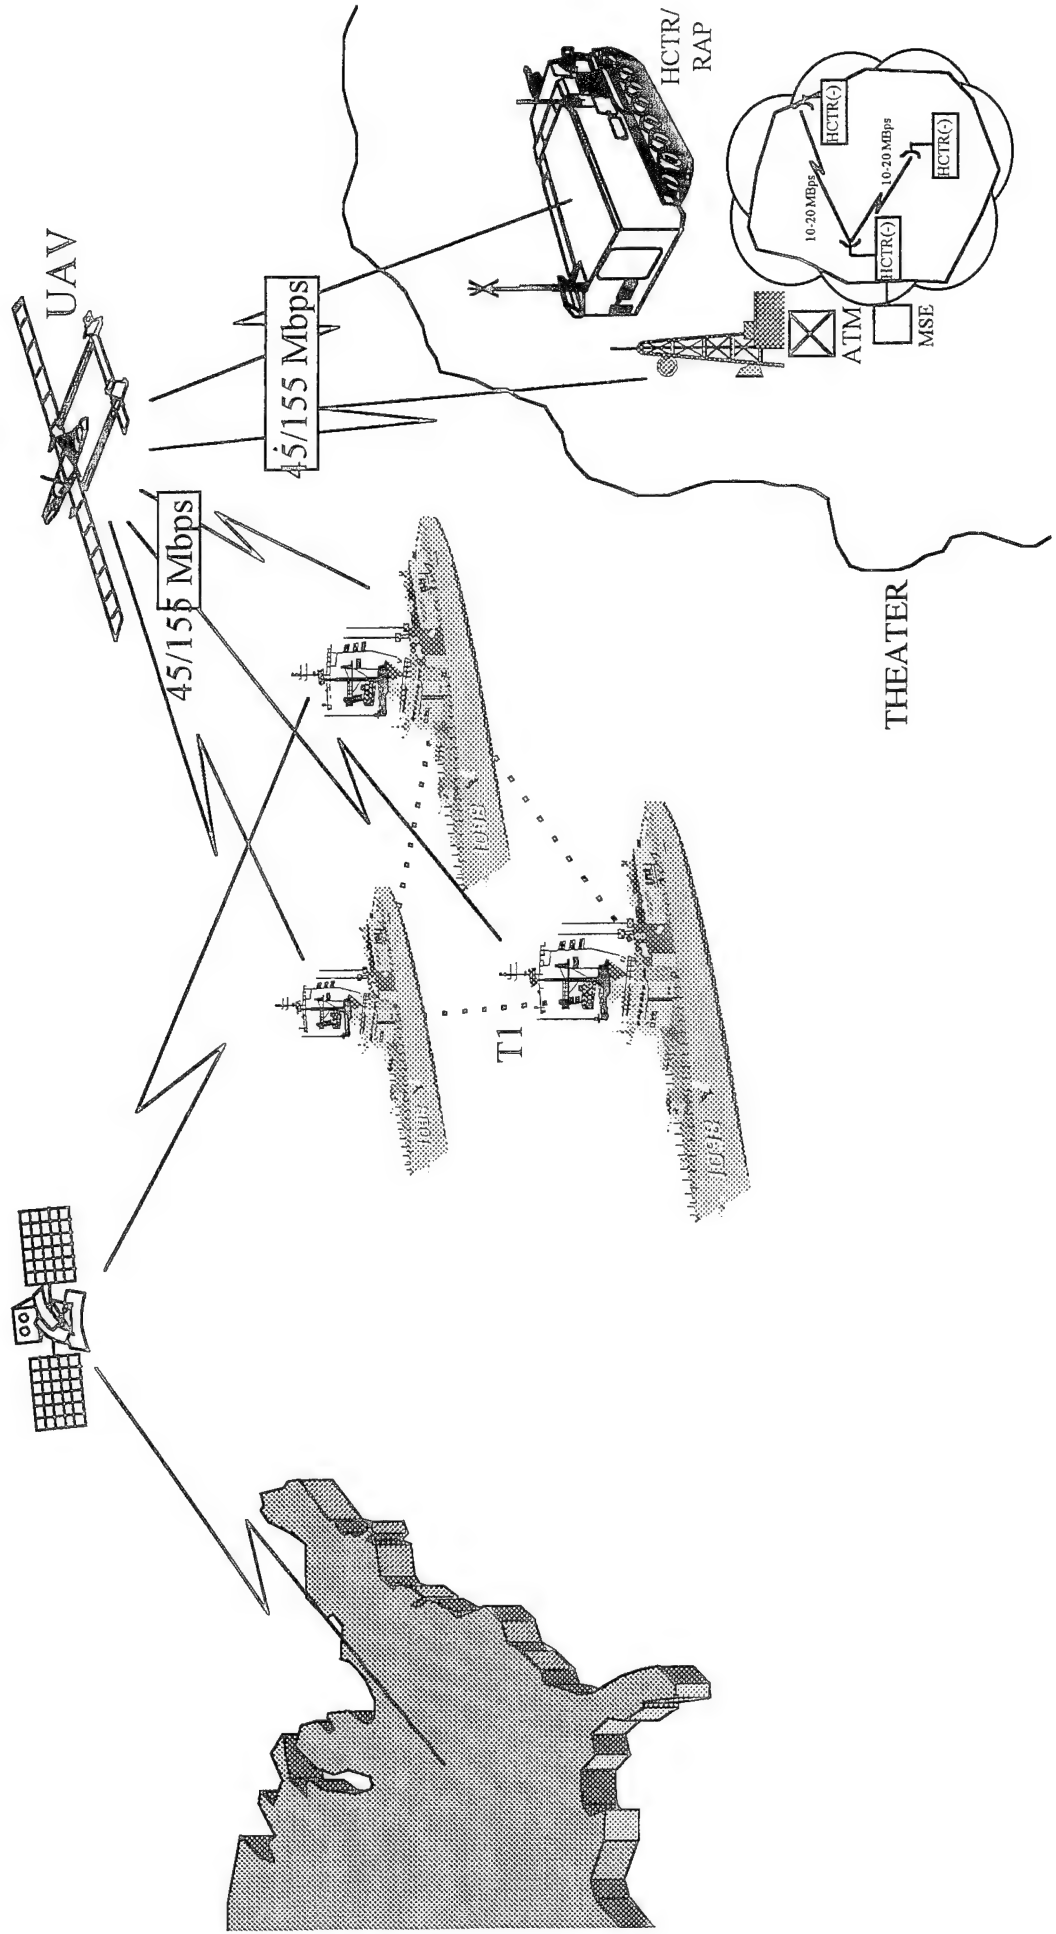 UAV
45/155 Mbps
45/155 Mbps
HCTR/
RAP
HCTR(-)
10-20 MBps
10-20 MBps
HCTR(-)
HCTR(-)
ATM
MSE
T1
THEATER